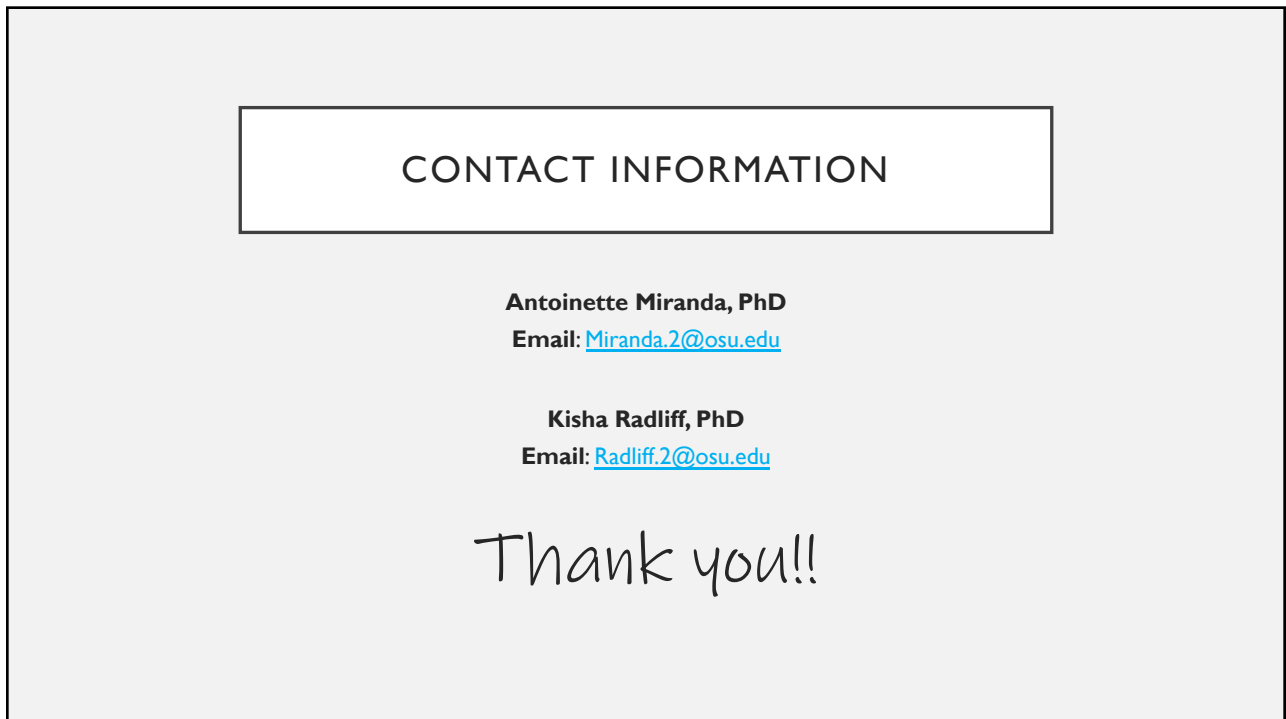 CONTACT INFORMATION
Antoinette Miranda, PhD
Email: Miranda.2@osu.edu
Kisha Radliff, PhD
Email: Radliff.2@osu.edu
Thank you!!